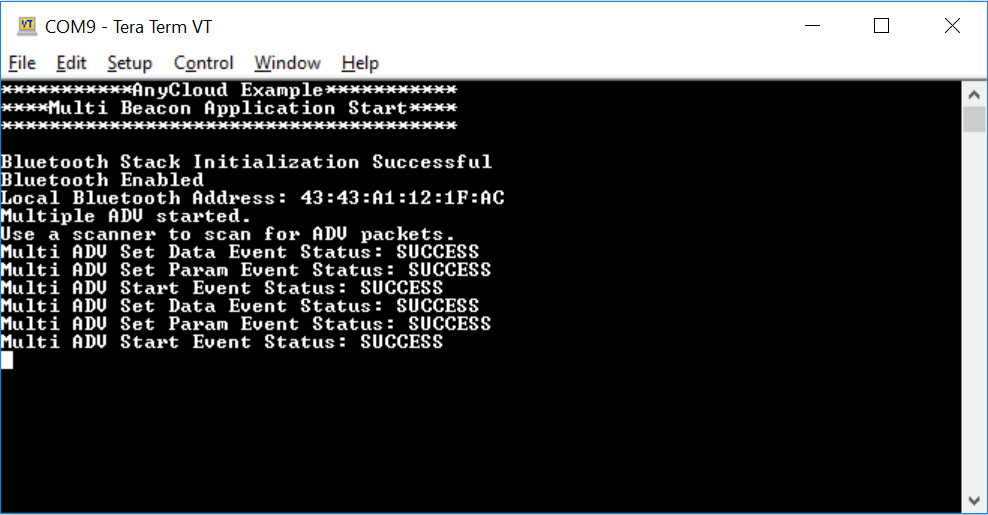 COM9 - Tera Term VT
File Edit Setup Control Window Help
***********AnyCloud Example***********
****Multi Beacon Application Start****
**************************************
Bluetooth Stack Initialization Successful
Bluetooth Enabled
Local Bluetooth Address: 43:43:A1:12:1F:AC
Multiple ADV started.
Use a scanner to scan for ADV packets.
Multi ADV Set Data Event Status: SUCCESS
Multi ADV Set Param Event Status: SUCCESS
Multi ADV Start Event Status: SUCCESS
Multi ADV Set Data Event Status: SUCCESS
Multi ADV Set Param Event Status: SUCCESS
Multi ADV Start Event Status: SUCCESS